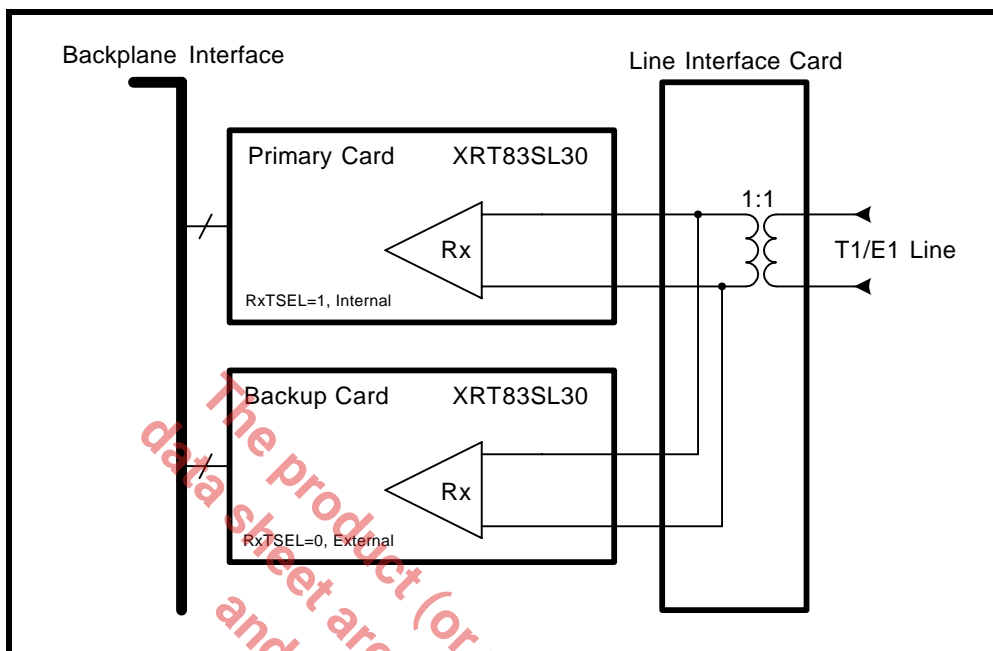 Backplane Interface
Line Interface Card
Primary Card XRT83SL30
1:1
Rx
T1/E1 Line
RxTSEL=1, Internal
Backup Card XRT83SL30
Rx
RxTSEL=0, External
The product (or
data sheet are
and